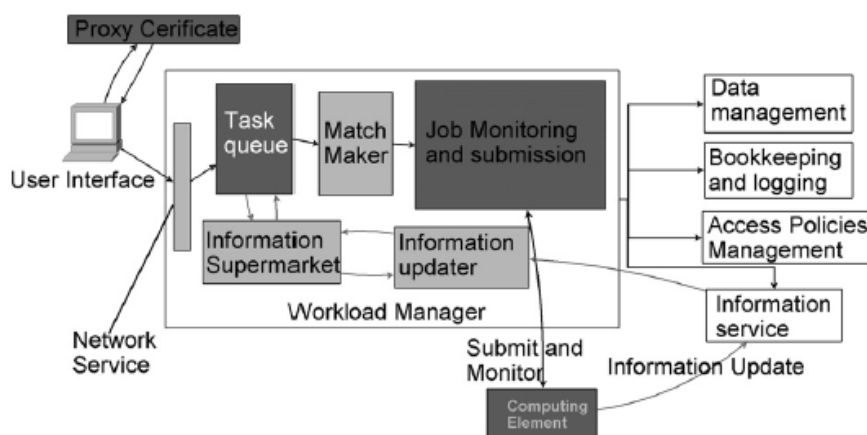 Proxy Cerificate
User Interface
Task
queue
Match
Maker
Job Monitoring
and submission
Data
management
Bookkeeping
and logging
Access Policies
Management
Information
Supermarket
Information
updater
Workload Manager
Information
service
Network
Service
Submit and
Monitor
Information Update
Computing
Element